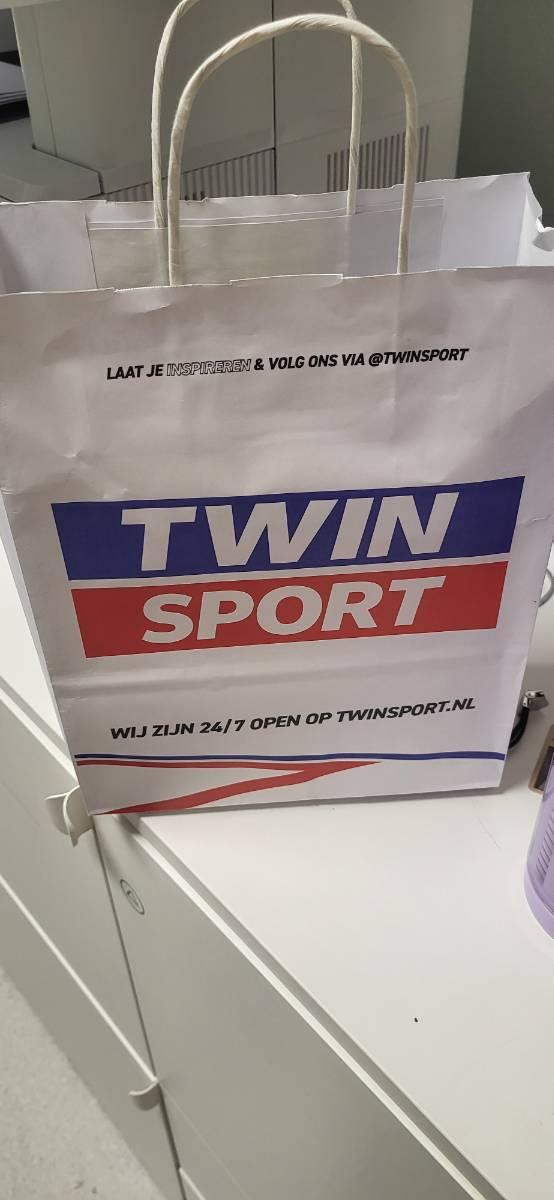 LAAT JE INSPIREREN & VOLG ONS VIA @TWINSPORT
TWIN
SPORT
WIJ ZIJN 24/7 OPEN OP TWINSPORT.NL